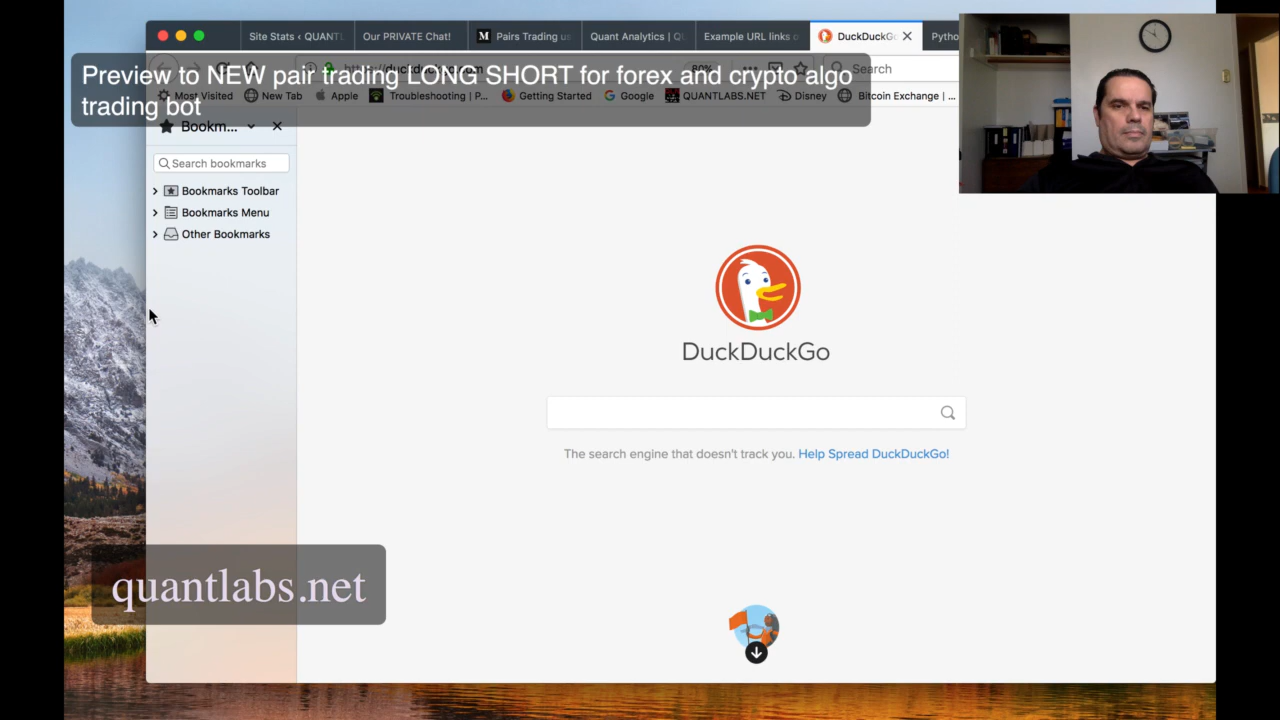 Site Stats ‹ QUANTL
Our PRIVATE Chat!
M Pairs Trading us
Quant Analytics | Q
Example URL links o
DuckDuckGo
Pytho
80%
Search
Preview to NEW pair trading LONG SHORT for forex and crypto algo
trading bot
Most Visited
New Tab
Apple
Troubleshooting | P...
Getting Started
Google
QUANTLABS.NET
Disney
Bitcoin Exchange | ...
Bookm...
Search bookmarks
Bookmarks Toolbar
Bookmarks Menu
Other Bookmarks
DuckDuckGo
The search engine that doesn't track you. Help Spread DuckDuckGo!
quantlabs.net